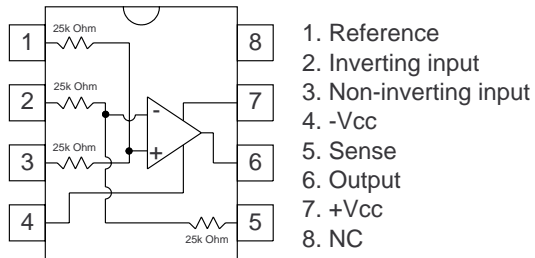 25k Ohm
1
8
25k Ohm
2
7
-
25k Ohm
+
3
6
4
5
25k Ohm
1. Reference
2. Inverting input
3. Non-inverting input
4. -Vcc
5. Sense
6. Output
7. +Vcc
8. NC